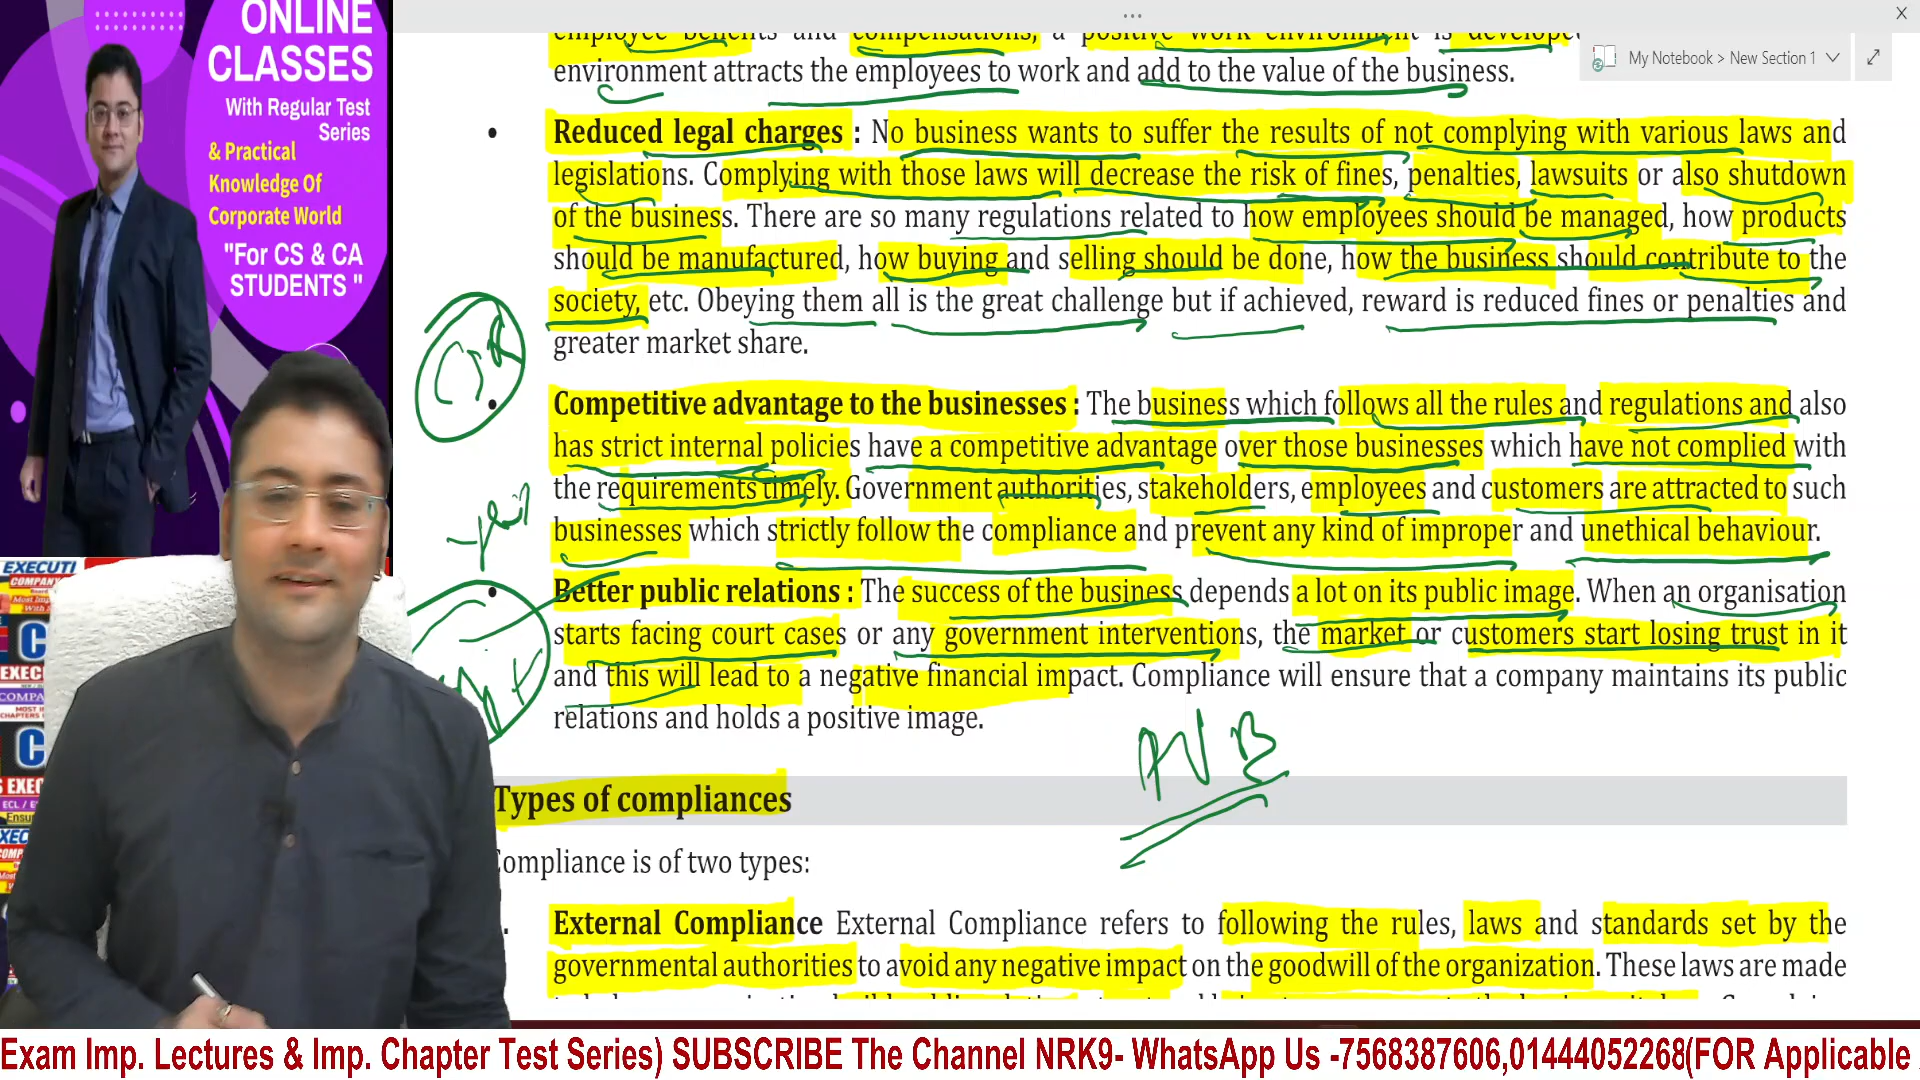 ONLINE
CLASSES
With Regular Test
Series
& Practical
Knowledge Of
Corporate World
"For CS & CA
STUDENTS "
My Notebook > New Section 1
employee benefits and compensations, a positive work environment is
environment attracts the employees to work and add to the value of the business.
• Reduced legal charges : No business wants to suffer the results of not complying with various laws and
legislations. Complying with those laws will decrease the risk of fines, penalties, lawsuits or also shutdown
of the business. There are so many regulations related to how employees should be managed, how products
should be manufactured, how buying and selling should be done, how the business should contribute to the
society, etc. Obeying them all is the great challenge but if achieved, reward is reduced fines or penalties and
greater market share.
• Competitive advantage to the businesses : The business which follows all the rules and regulations and also
has strict internal policies have a competitive advantage over those businesses which have not complied with
the requirements timely. Government authorities, stakeholders, employees and customers are attracted to such
businesses which strictly follow the compliance and prevent any kind of improper and unethical behaviour.
• Better public relations : The success of the business depends a lot on its public image. When an organisation
starts facing court cases or any government interventions, the market or customers start losing trust in it
and this will lead to a negative financial impact. Compliance will ensure that a company maintains its public
relations and holds a positive image.
Types of compliances
Compliance is of two types:
External Compliance External Compliance refers to following the rules, laws and standards set by the
governmental authorities to avoid any negative impact on the goodwill of the organization. These laws are made
EXECUTI
Exam Imp. Lectures & Imp. Chapter Test Series) SUBSCRIBE The Channel NRK9- WhatsApp Us -7568387606,01444052268(FOR Applicable